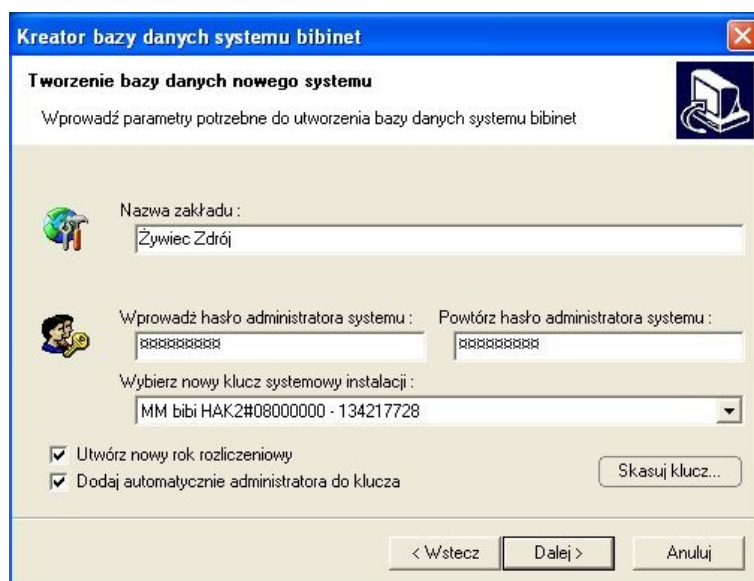 Kreator bazy danych systemu bibinet
Tworzenie bazy danych nowego systemu
Wprowadź parametry potrzebne do utworzenia bazy danych systemu bibinet
Nazwa zakładu :
Żywiec Zdrój
Wprowadź hasło administratora systemu : Powtórz hasło administratora systemu :
¤¤¤¤¤¤¤¤¤ ¤¤¤¤¤¤¤¤¤
Wybierz nowy klucz systemowy instalacji :
MM bibi HAK2#08000000 - 134217728
Utwórz nowy rok rozliczeniowy
Dodaj automatycznie administratora do klucza
Skasuj klucz...
< Wstecz Dalej > Anuluj